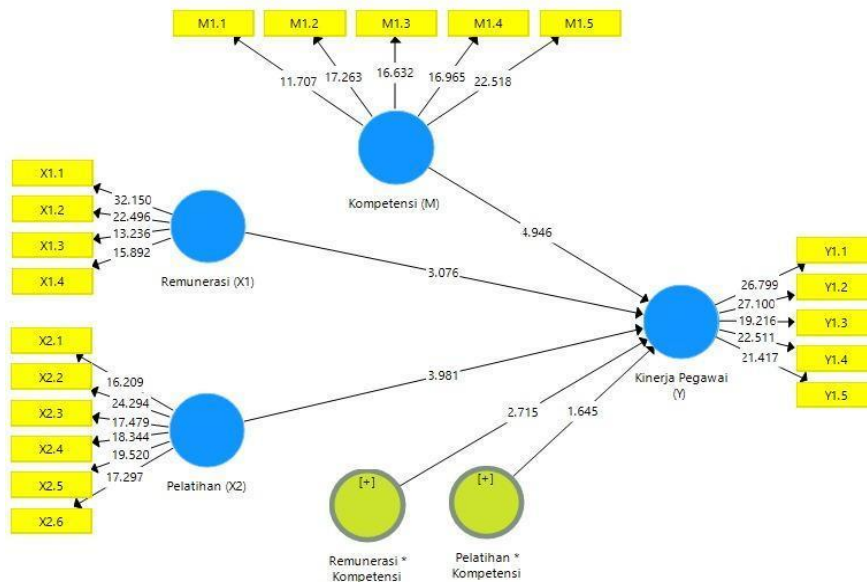 M1.1
M1.2
M1.3
M1.4
M1.5
11.707
17.263
16.632
16.965
22.518
Kompetensi (M)
X1.1
X1.2
X1.3
X1.4
32.150
22.496
13.236
15.892
Remunerasi (X1)
4.946
3.076
X2.1
X2.2
X2.3
X2.4
X2.5
X2.6
16.209
24.294
17.479
18.344
19.520
17.297
Pelatihan (X2)
3.981
2.715
1.645
Kinerja Pegawai
(Y)
26.799
27.100
19.216
22.511
21.417
Y1.1
Y1.2
Y1.3
Y1.4
Y1.5
[+]
Remunerasi *
Kompetensi
[+]
Pelatihan *
Kompetensi